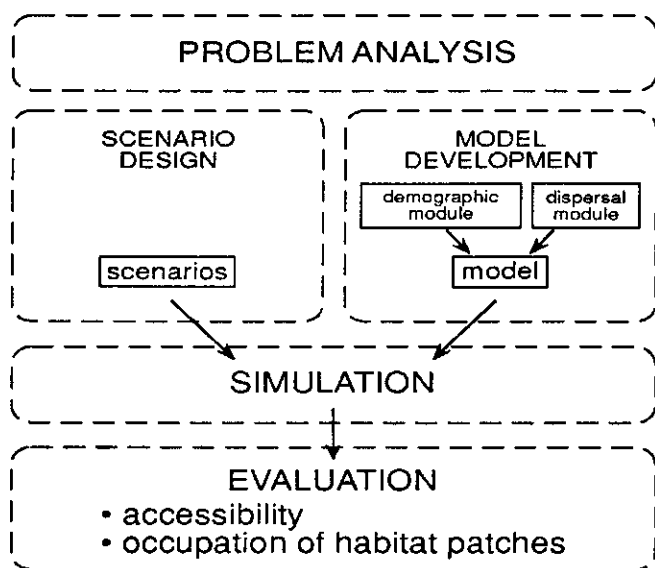 PROBLEM ANALYSIS
SCENARIO
DESIGN
scenarios
MODEL
DEVELOPMENT
demographic
module
dispersal
module
model
SIMULATION
EVALUATION
• accessibility
• occupation of habitat patches